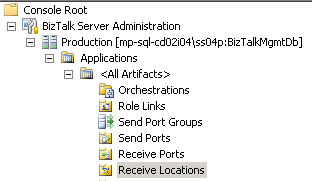 Console Root
BizTalk Server Administration
Production [mp-sql-cd02i04\ss04p:BizTalkMgmtDb]
Applications
<All Artifacts>
Orchestrations
Role Links
Send Port Groups
Send Ports
Receive Ports
Receive Locations